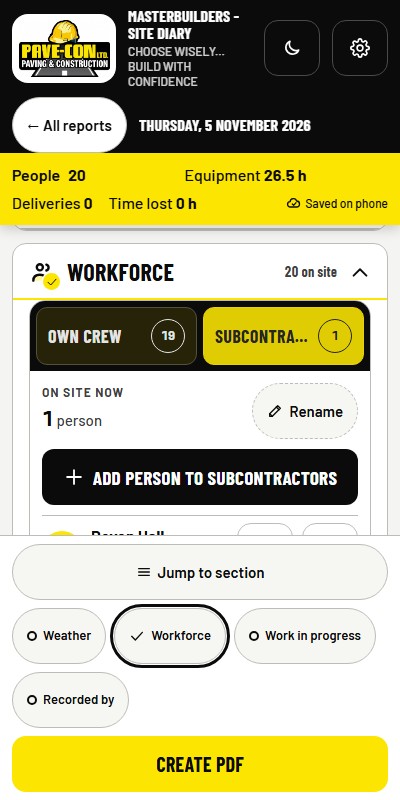 PAVE-CON LTD.
PAVING & CONSTRUCTION
MASTERBUILDERS -
SITE DIARY
CHOOSE WISELY...
BUILD WITH
CONFIDENCE
← All reports
THURSDAY, 5 NOVEMBER 2026
People 20
Equipment 26.5 h
Deliveries 0
Time lost 0 h
Saved on phone
WORKFORCE
20 on site
OWN CREW 19
SUBCONTRA... 1
ON SITE NOW
1 person
Rename
ADD PERSON TO SUBCONTRACTORS
Jump to section
Weather
Workforce
Work in progress
Recorded by
CREATE PDF